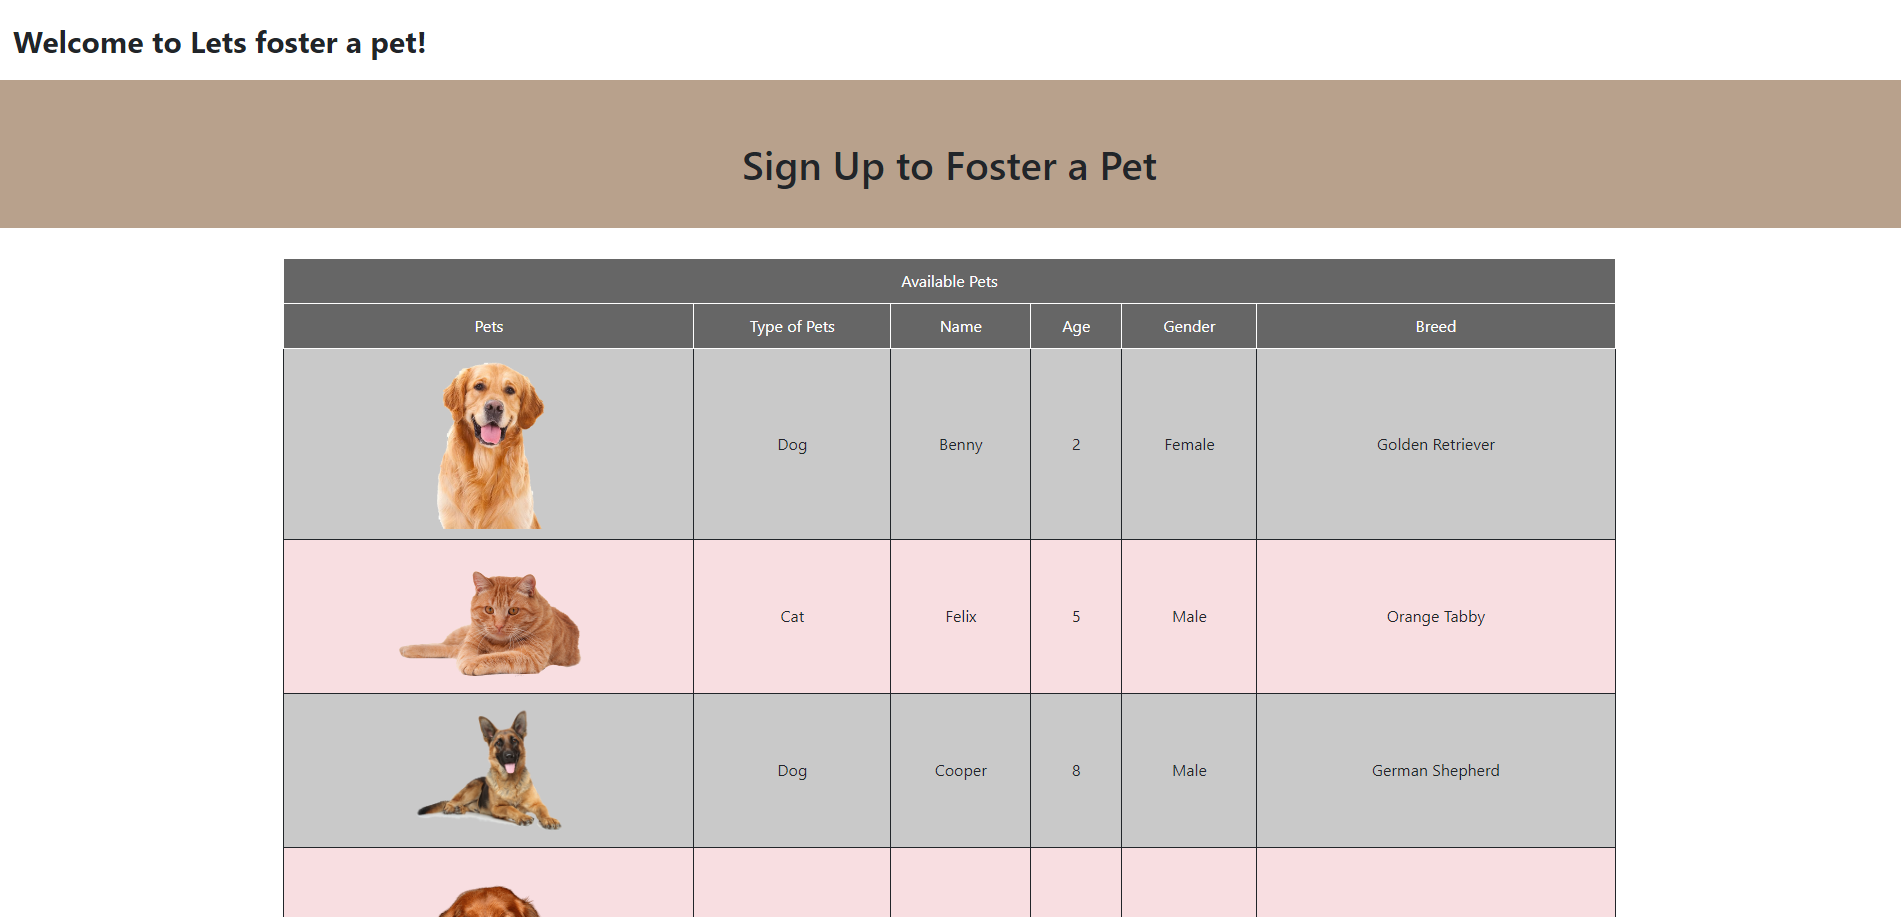 Welcome to Lets foster a pet!
Sign Up to Foster a Pet
Available Pets
Pets Type of Pets Name Age Gender Breed
Dog Benny 2 Female Golden Retriever
Cat Felix 5 Male Orange Tabby
Dog Cooper 8 Male German Shepherd